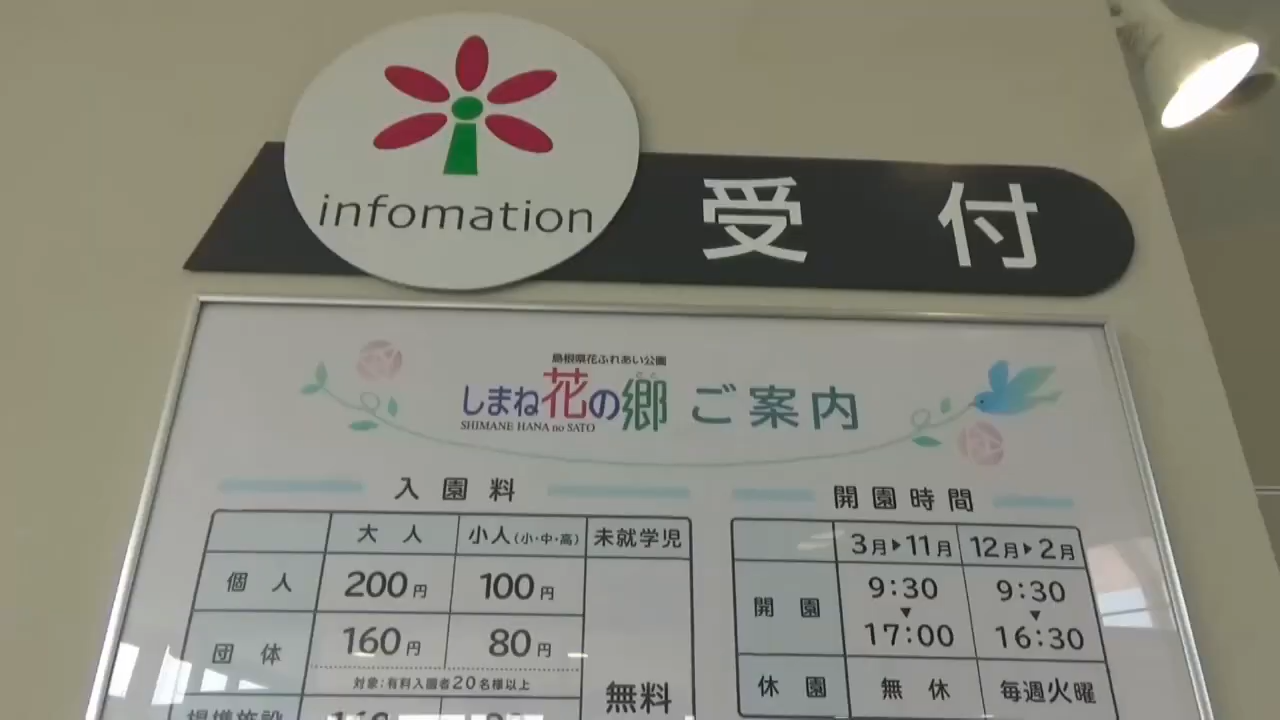 infomation
受付
島根県花ふれあい公園
しまね花の郷 ご案内
SHIMANE HANA no SATO
入園料
大人 小人(小・中・高) 未就学児
個人 200円 100円
団体 160円 80円
対象:有料入園者20名様以上
無料
開園時間
3月▶11月 12月▶2月
開園 9:30▼17:00 9:30▼16:30
休園 無休 毎週火曜